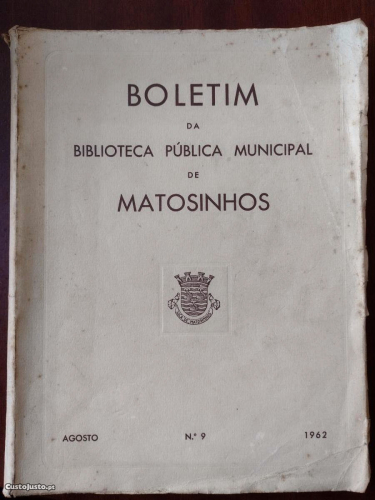 BOLETIM
DA
BIBLIOTECA PÚBLICA MUNICIPAL
DE
MATOSINHOS
AGOSTO N.º 9 1962
CustoJusto.pt